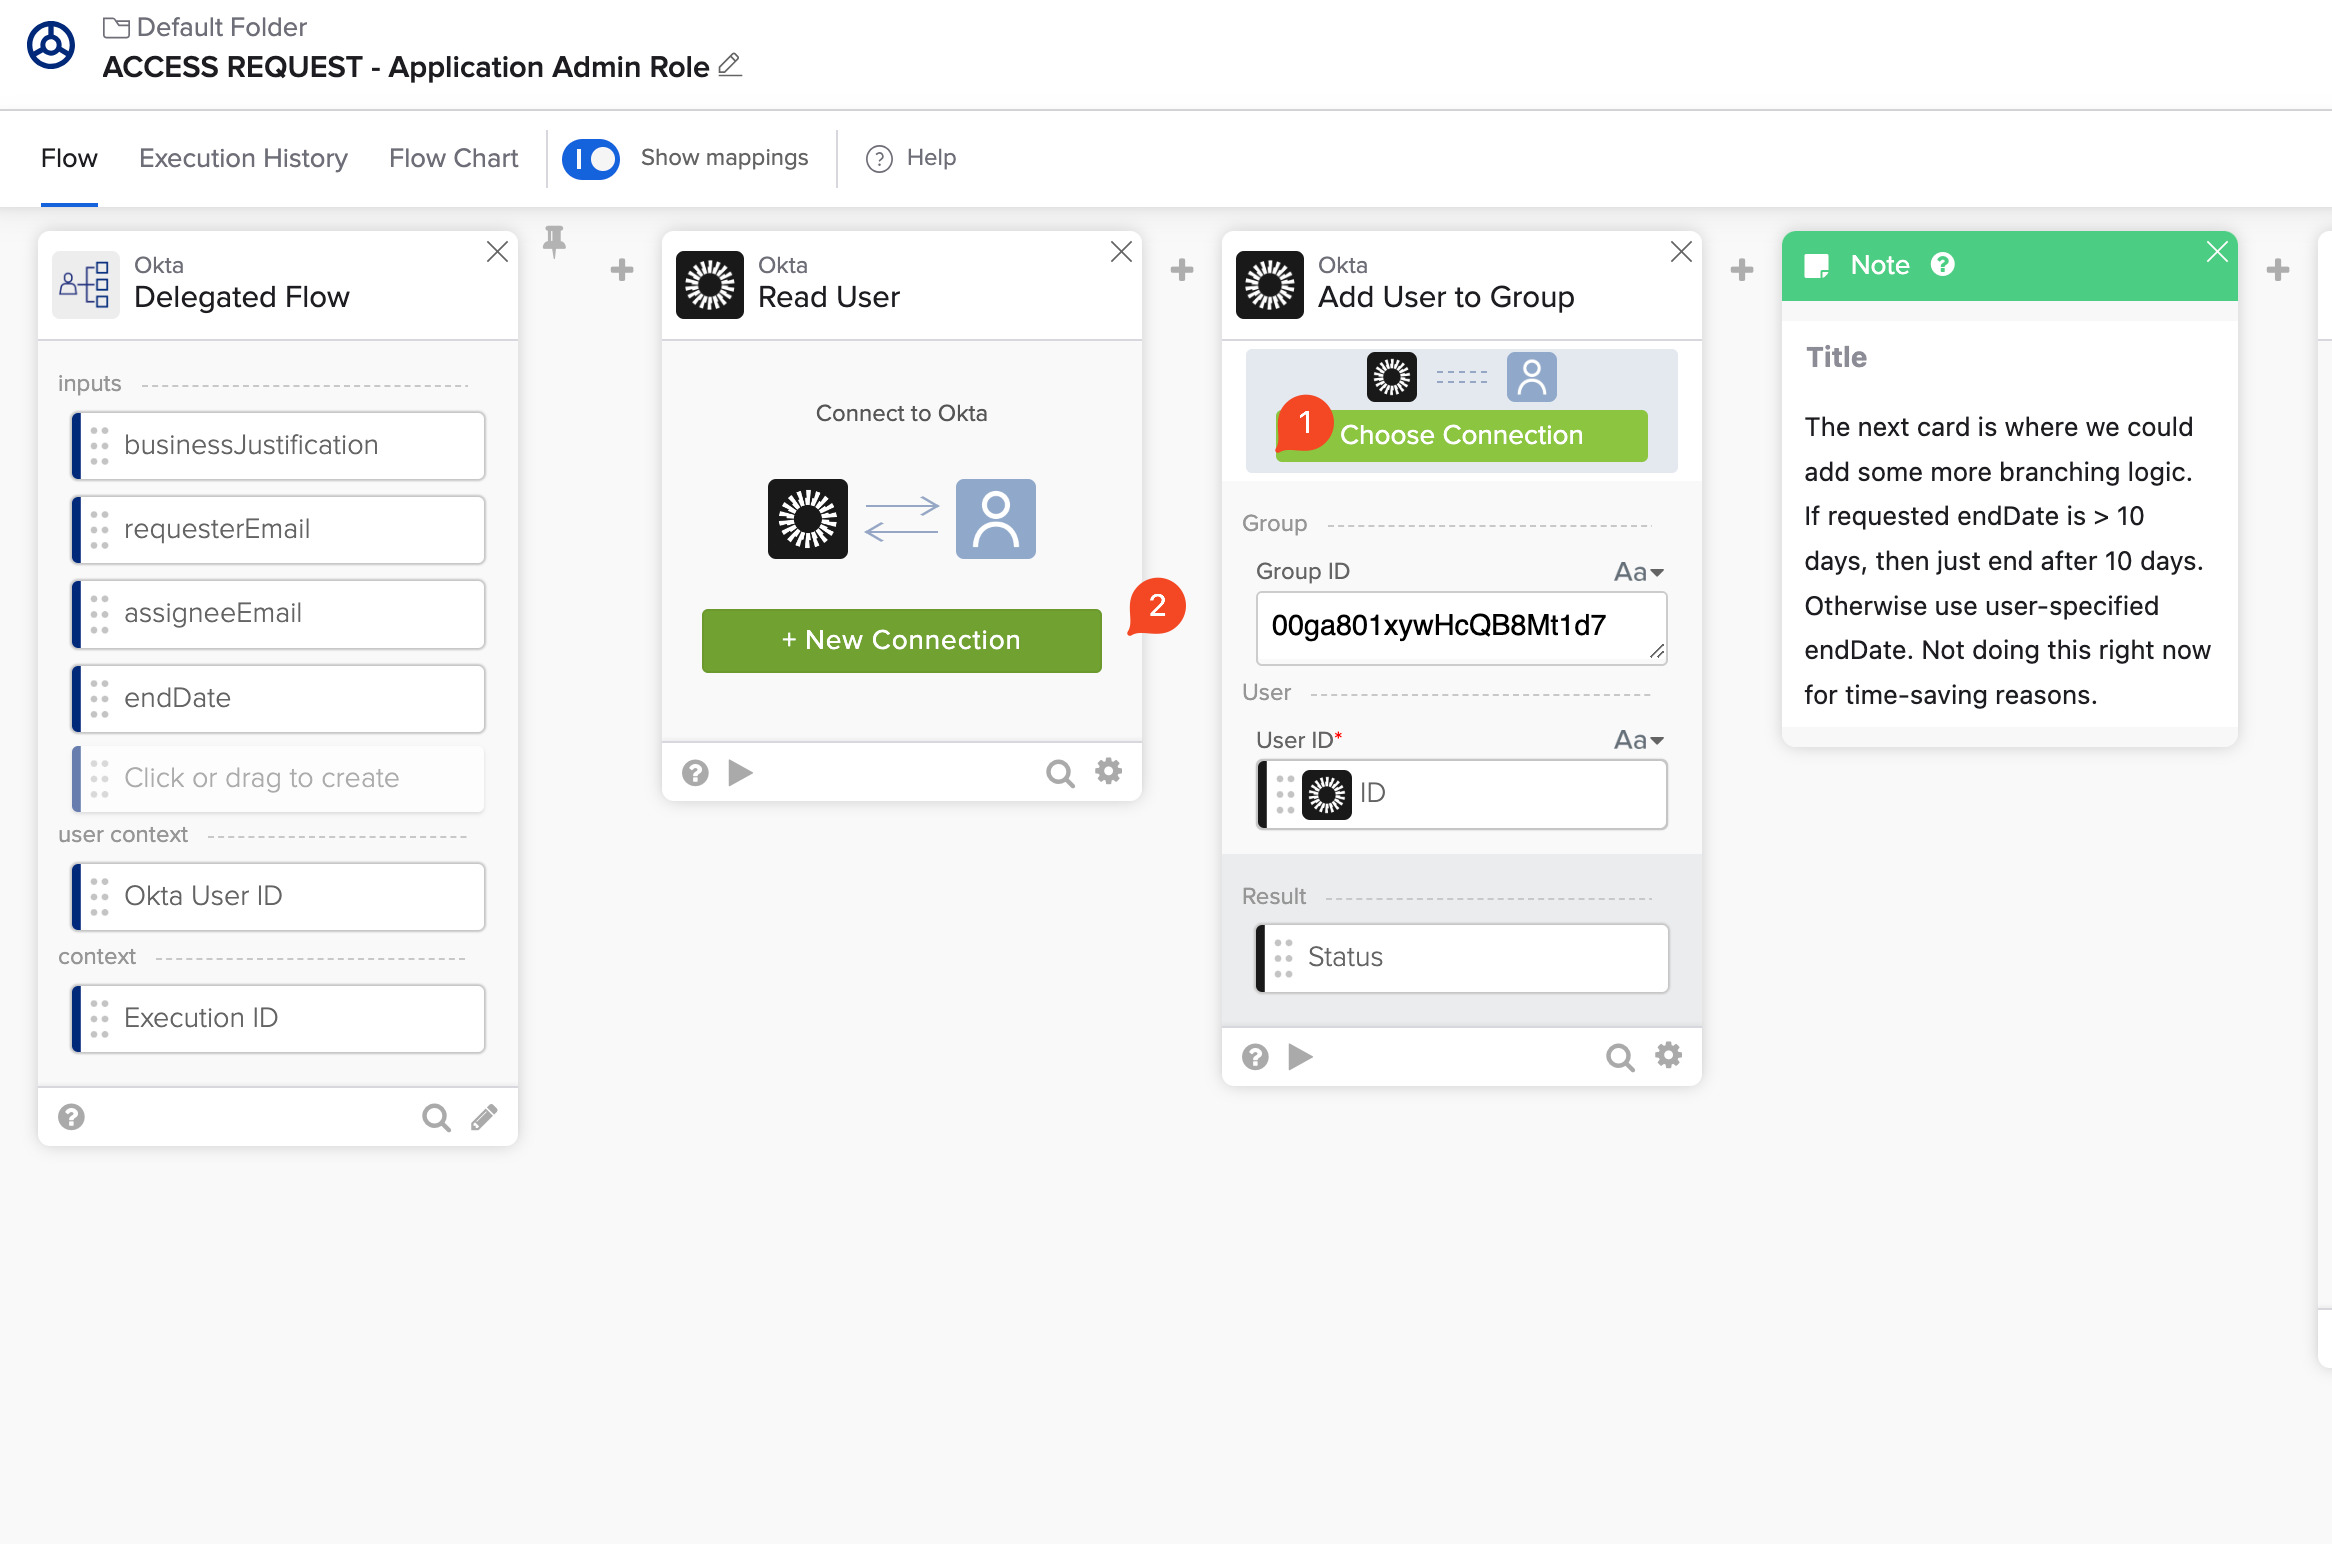 Default Folder
ACCESS REQUEST - Application Admin Role
Flow
Execution History
Flow Chart
Show mappings
? Help
Okta
Delegated Flow
inputs
businessJustification
requesterEmail
assigneeEmail
endDate
Click or drag to create
user context
Okta User ID
context
Execution ID
?
Okta
Read User
Connect to Okta
2
+ New Connection
?
Okta
Add User to Group
1
Choose Connection
Group
Group ID
Aa
00ga801xywHcQB8Mt1d7
User
User ID*
Aa
ID
Result
Status
?
Note ?
Title
The next card is where we could
add some more branching logic.
If requested endDate is > 10
days, then just end after 10 days.
Otherwise use user-specified
endDate. Not doing this right now
for time-saving reasons.